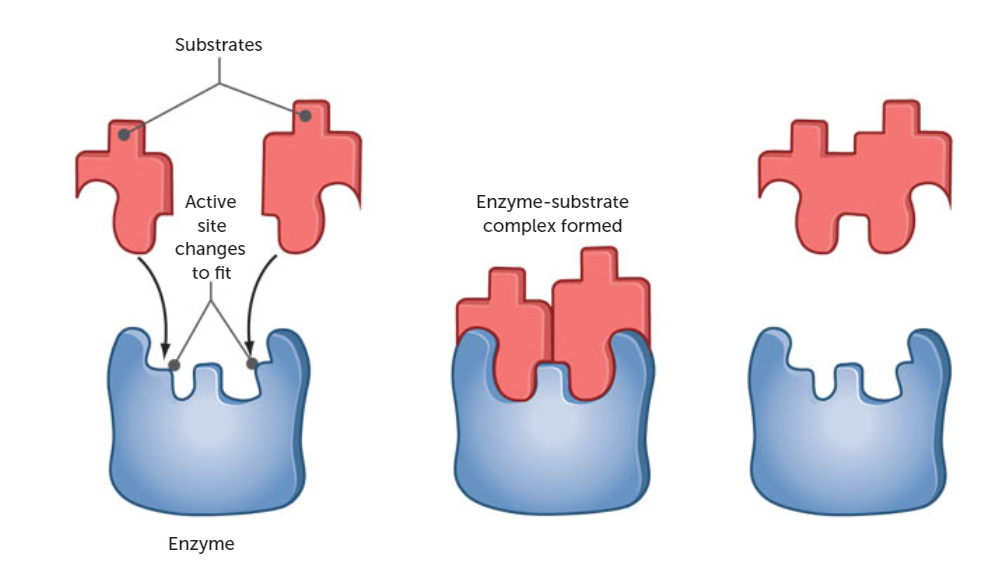 Substrates
Active
site
changes
to fit
Enzyme-substrate
complex formed
Enzyme